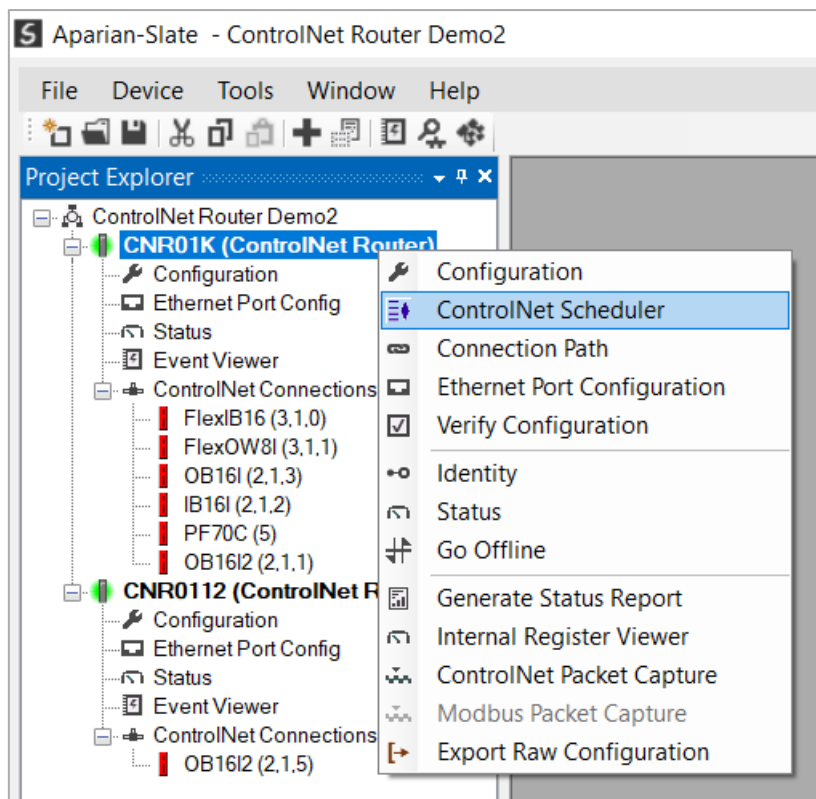 S Aparian-Slate - ControlNet Router Demo2
File Device Tools Window Help
Project Explorer
ControlNet Router Demo2
CNR01K (ControlNet Router)
Configuration
Ethernet Port Config
Status
Event Viewer
ControlNet Connections
FlexIB16 (3,1,0)
FlexOW8I (3,1,1)
OB16I (2,1,3)
IB16I (2,1,2)
PF70C (5)
OB16I2 (2,1,1)
CNR0112 (ControlNet R
Configuration
Ethernet Port Config
Status
Event Viewer
ControlNet Connections
OB16I2 (2,1,5)
Configuration
ControlNet Scheduler
Connection Path
Ethernet Port Configuration
Verify Configuration
Identity
Status
Go Offline
Generate Status Report
Internal Register Viewer
ControlNet Packet Capture
Modbus Packet Capture
Export Raw Configuration